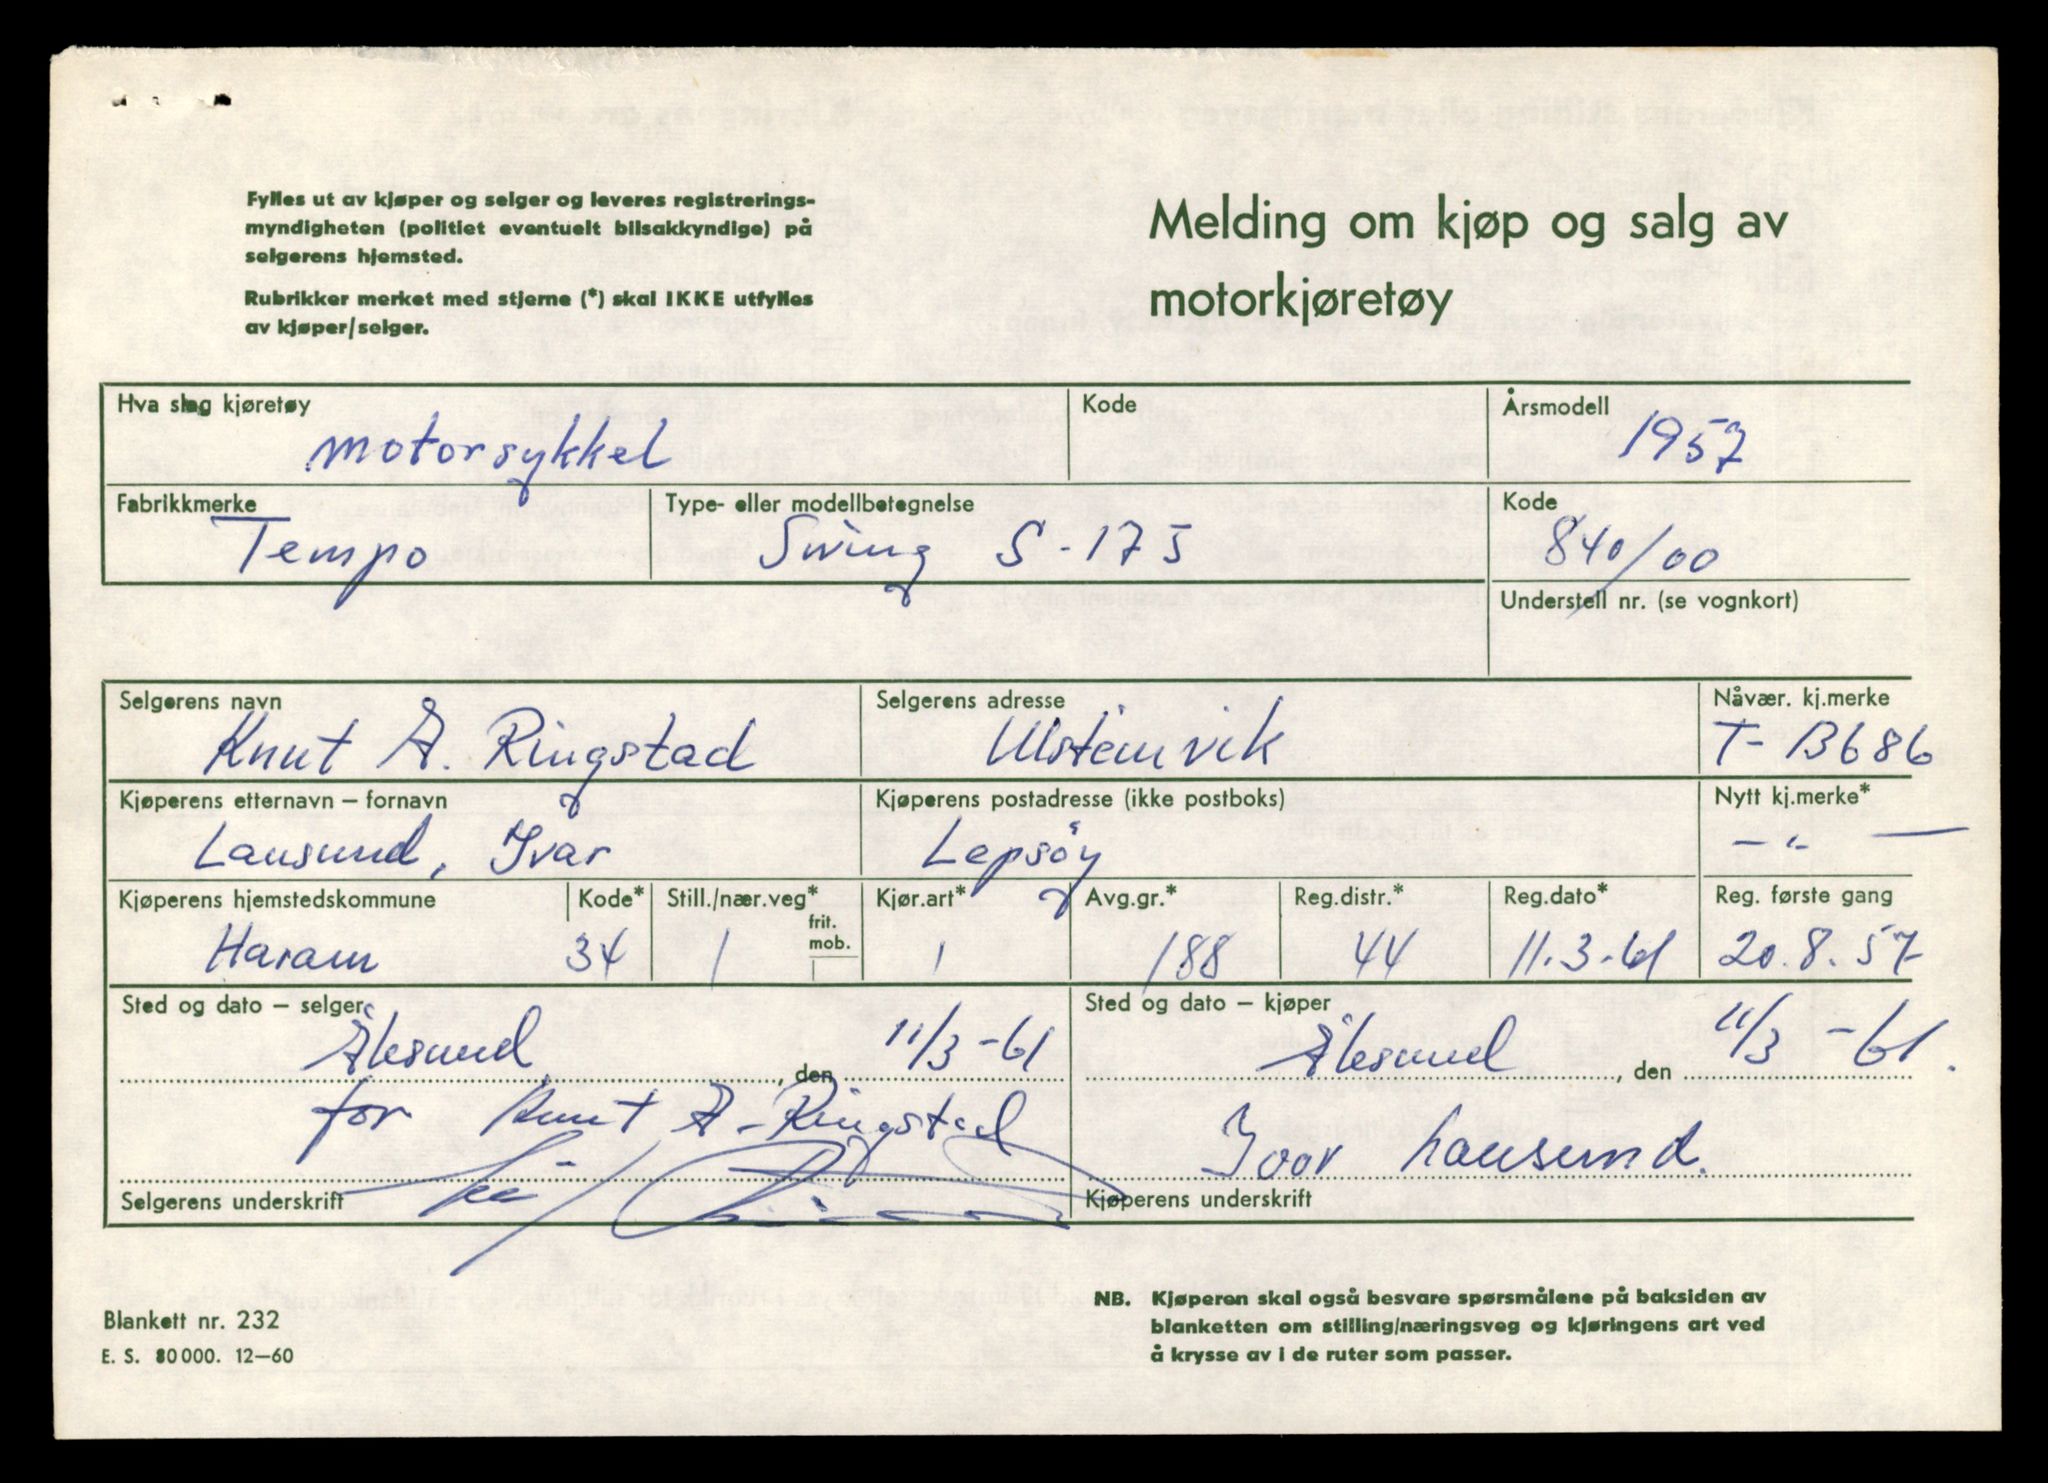 Fylles ut av kjøper og selger og leveres registrerings-
myndigheten (politiet eventuelt bilsakkyndige) på
selgerens hjemsted.
Rubrikker merket med stjerne (*) skal IKKE utfylles
av kjøper/selger.
Melding om kjøp og salg av
motorkjøretøy
Hva slag kjøretøy
motorsykkel
Kode
Årsmodell
1957
Fabrikkmerke
Tempo
Type- eller modellbetegnelse
Swing S-175
Kode
840/00
Understell nr. (se vognkort)
Selgerens navn
Knut A. Ringstad
Selgerens adresse
Ulsteinvik
Nåvær. kj.merke
T- B686
Kjøperens etternavn – fornavn
Lausund, Ivar
Kjøperens postadresse (ikke postboks)
Lepsöy
Nytt kj.merke*
— " —
Kjøperens hjemstedskommune
Haram
Kode*
34
Still./nær.veg*
1
frit.
mob.
Kjør.art*
1
Avg.gr.*
188
Reg.distr.*
44
Reg.dato*
11.3.61
Reg. første gang
20.8.57
Sted og dato – selger
Ålesund, den 11/3 -61
for Knut A. Ringstad
Selgerens underskrift
Sted og dato – kjøper
Ålesund, den 11/3 -61.
Ivar Lausund.
Kjøperens underskrift
Blankett nr. 232
E. S. 80 000. 12–60
NB. Kjøperen skal også besvare spørsmålene på baksiden av
blanketten om stilling/næringsveg og kjøringens art ved
å krysse av i de ruter som passer.